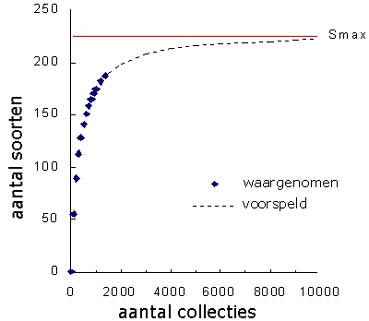 250
Smax
200
150
100
50
0
aantal soorten
waargenomen
voorspeld
0 2000 4000 6000 8000 10000
aantal collecties